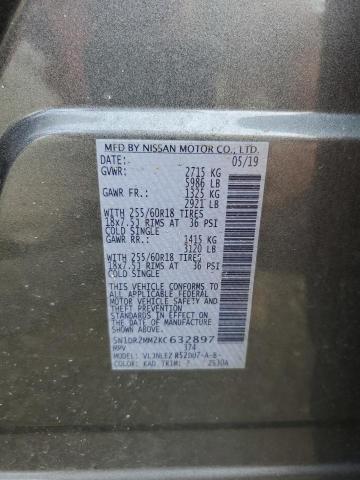 MFD BY NISSAN MOTOR CO., LTD.
DATE: 05/19
GVWR: 2715 KG
5986 LB
GAWR FR.: 1325 KG
2921 LB
WITH 255/60R18 TIRES
18x7.5J RIMS AT 36 PSI
COLD SINGLE
GAWR RR.: 1415 KG
3120 LB
WITH 255/60R18 TIRES
18x7.5J RIMS AT 36 PSI
COLD SINGLE
THIS VEHICLE CONFORMS
TO ALL APPLICABLE FEDERAL
MOTOR VEHICLE SAFETY
AND THEFT PREVENTION
STANDARDS IN EFFECT ON
THE DATE OF MANUFACTURE
SHOWN ABOVE.
5N1DR2MM2KC632897
MPV 374
MODEL:
COLOR: KAD TRIM: